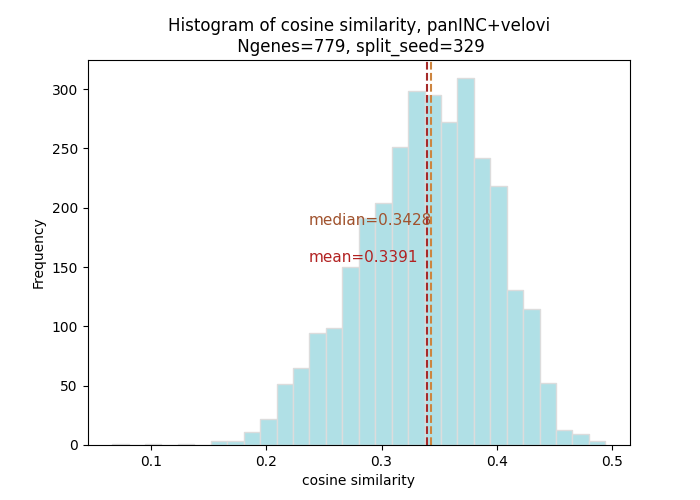 Histogram of cosine similarity, panINC+velovi
Ngenes=779, split_seed=329
300
250
200
150
100
50
0
Frequency
median=0.3428
mean=0.3391
0.1
0.2
0.3
0.4
0.5
cosine similarity